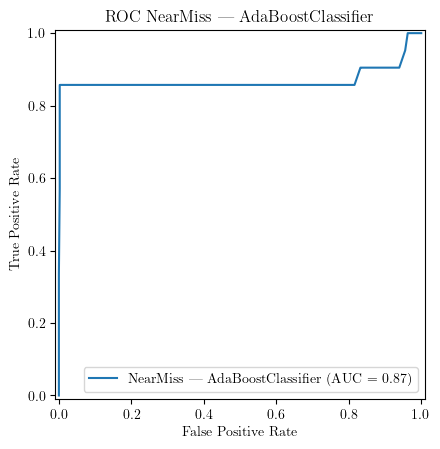 ROC NearMiss — AdaBoostClassifier
1.0
0.8
0.6
0.4
0.2
0.0
True Positive Rate
NearMiss — AdaBoostClassifier (AUC = 0.87)
0.0 0.2 0.4 0.6 0.8 1.0
False Positive Rate